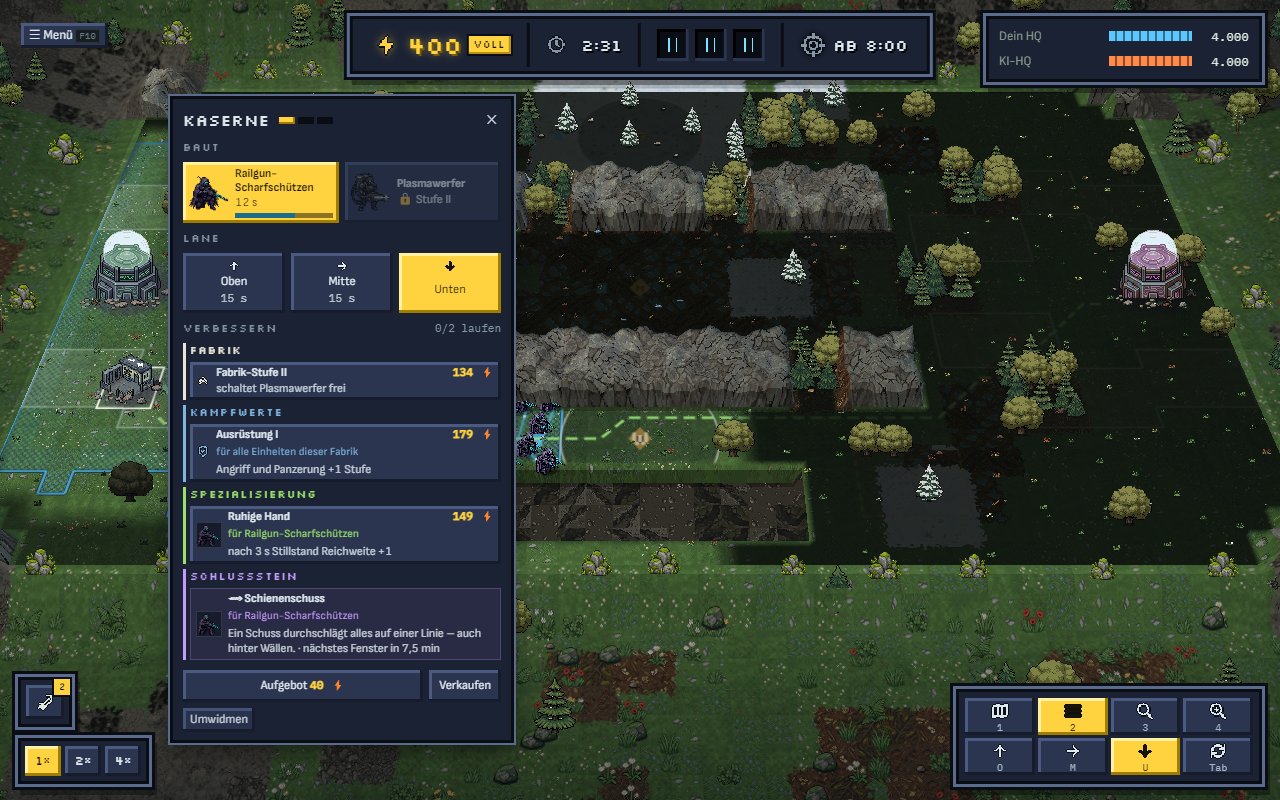 ☰ Menü F10
400 VOLL
2:31
AB 8:00
Dein HQ 4.000
KI-HQ 4.000
KASERNE
BAUT
Railgun-
Scharfschützen
12 s
Plasmawerfer
Stufe II
LANE
↑ → ↓
Oben Mitte Unten
15 s 15 s
VERBESSERN 0/2 laufen
FABRIK
Fabrik-Stufe II 134
schaltet Plasmawerfer frei
KAMPFWERTE
Ausrüstung I 179
für alle Einheiten dieser Fabrik
Angriff und Panzerung +1 Stufe
SPEZIALISIERUNG
Ruhige Hand 149
für Railgun-Scharfschützen
nach 3 s Stillstand Reichweite +1
SCHLUSSSTEIN
Schienenschuss
für Railgun-Scharfschützen
Ein Schuss durchschlägt alles auf einer Linie – auch
hinter Wällen. · nächstes Fenster in 7,5 min
Aufgebot 40 Verkaufen
Umwidmen
2
1× 2× 4×
1 2 3 4
O M U Tab